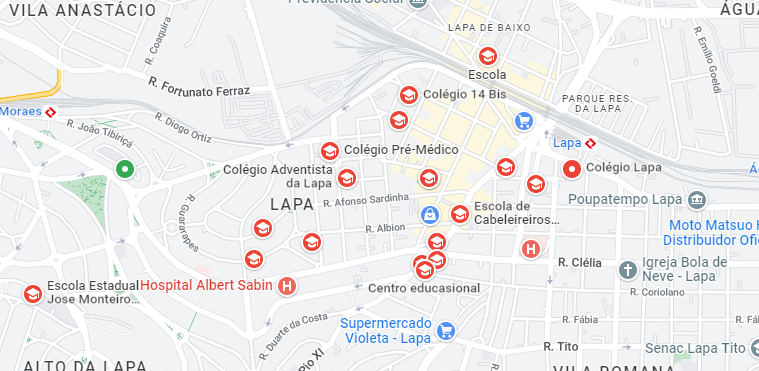 Previdência Social
VILA ANASTÁCIO
ÁGUA
LAPA DE BAIXO
R. Coaquira
R. Emílio Goeldi
Escola
R. Fortunato Ferraz
Colégio 14 Bis
PARQUE RES.
DA LAPA
Moraes
R. João Tibiriçá
R. Diogo Ortiz
Lapa
Colégio Pré-Médico
Colégio Adventista
da Lapa
Colégio Lapa
R. Guararapes
R. Afonso Sardinha
LAPA
Poupatempo Lapa
Escola de
Cabeleireiros...
R. Albion
Moto Matsuo H
Distribuidor Ofic
H
R. Clélia
Igreja Bola de
Neve - Lapa
Escola Estadual
Jose Monteiro...
Hospital Albert Sabin
H
Centro educasional
R. Coriolano
R. Duarte da Costa
Pio XI
Supermercado
Violeta - Lapa
R. Fábia
R. Fábia
R. Tito
Senac Lapa Tito
ALTO DA LAPA
VILA ROMANA